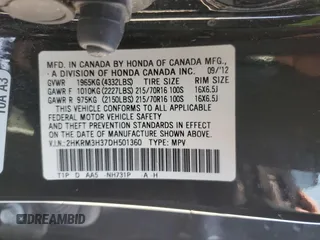 MFD. IN CANADA BY HONDA OF CANADA MFG.,
A DIVISION OF HONDA CANADA INC. 09/'12
GVWR 1965KG (4332LBS) TIRE SIZE RIM SIZE
GAWR F 1010KG (2227LBS) 215/70R16 100S 16X6.5J
GAWR R 975KG (2150LBS) 215/70R16 100S 16X6.5J
THIS VEHICLE CONFORMS TO ALL APPLICABLE
FEDERAL MOTOR VEHICLE SAFETY
STANDARDS IN EFFECT ON THE DATE OF
MANUFACTURE SHOWN ABOVE.
V.I.N.: 2HKRM3H37DH501360 TYPE: MPV
T1P D AA5 NH731P A H
10A A3
DREAMBID